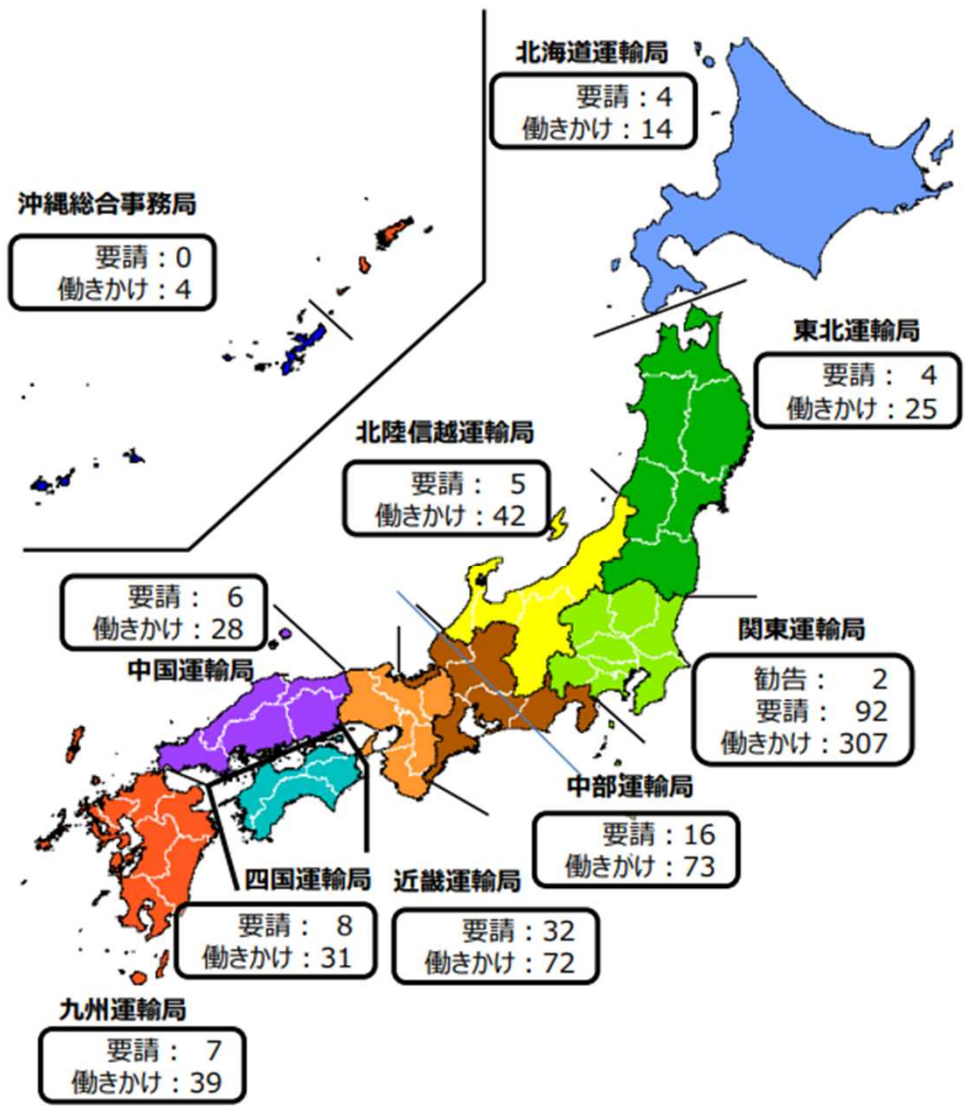 北海道運輸局
要請：4
働きかけ：14
沖縄総合事務局
要請：0
働きかけ：4
東北運輸局
要請： 4
働きかけ：25
北陸信越運輸局
要請： 5
働きかけ：42
要請： 6
働きかけ：28
中国運輸局
関東運輸局
勧告： 2
要請： 92
働きかけ：307
中部運輸局
要請：16
働きがけ：73
四国運輸局
要請： 8
働きかけ：31
近畿運輸局
要請：32
働きかけ：72
九州運輸局
要請： 7
働きかけ：39